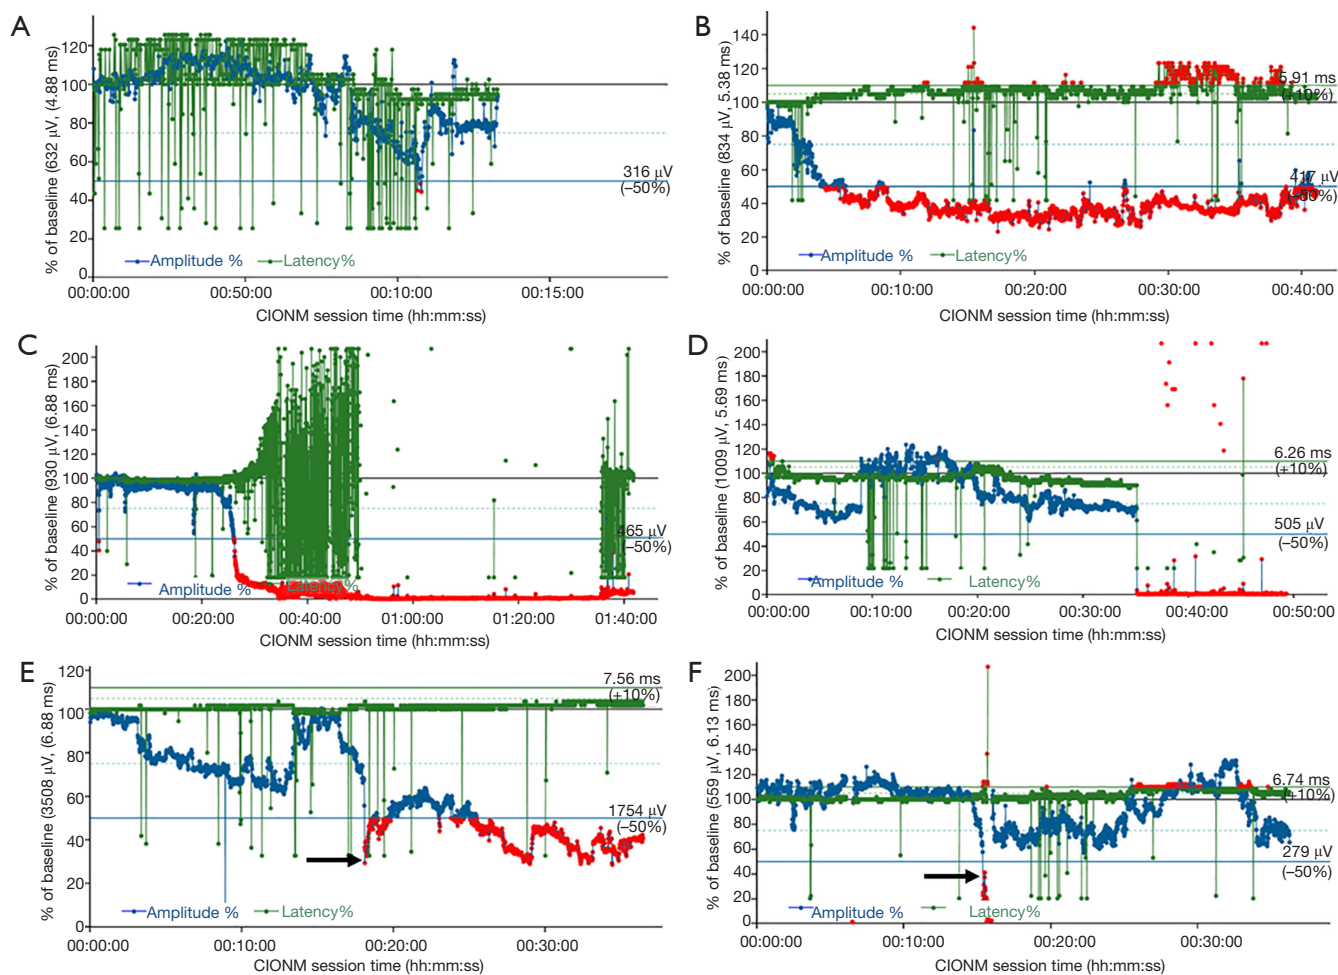 A
% of baseline (632 µV, (4.88 ms)
120
100
80
60
40
20
0
316 µV
(–50%)
Amplitude %
Latency%
00:00:00
00:50:00
00:10:00
00:15:00
CIONM session time (hh:mm:ss)
B
% of baseline (834 µV, 5.38 ms)
140
120
100
80
60
40
20
0
5.91 ms
(+10%)
417 µV
(–50%)
Amplitude %
Latency%
00:00:00
00:10:00
00:20:00
00:30:00
00:40:00
CIONM session time (hh:mm:ss)
C
% of baseline (930 µV, (6.88 ms)
200
180
160
140
120
100
80
60
40
20
0
465 µV
(–50%)
Amplitude %
Latency%
00:00:00
00:20:00
00:40:00
01:00:00
01:20:00
01:40:00
CIONM session time (hh:mm:ss)
D
% of baseline (1009 µV, 5.69 ms)
200
180
160
140
120
100
80
60
40
20
0
6.26 ms
(+10%)
505 µV
(–50%)
Amplitude %
Latency%
00:00:00
00:10:00
00:20:00
00:30:00
00:40:00
00:50:00
CIONM session time (hh:mm:ss)
E
% of baseline (3508 µV, (6.88 ms)
120
100
80
60
40
20
0
7.56 ms
(+10%)
1754 µV
(–50%)
Amplitude %
Latency%
00:00:00
00:10:00
00:20:00
00:30:00
CIONM session time (hh:mm:ss)
F
% of baseline (559 µV, 6.13 ms)
200
180
160
140
120
100
80
60
40
20
0
6.74 ms
(+10%)
279 µV
(–50%)
Amplitude %
Latency%
00:00:00
00:10:00
00:20:00
00:30:00
CIONM session time (hh:mm:ss)